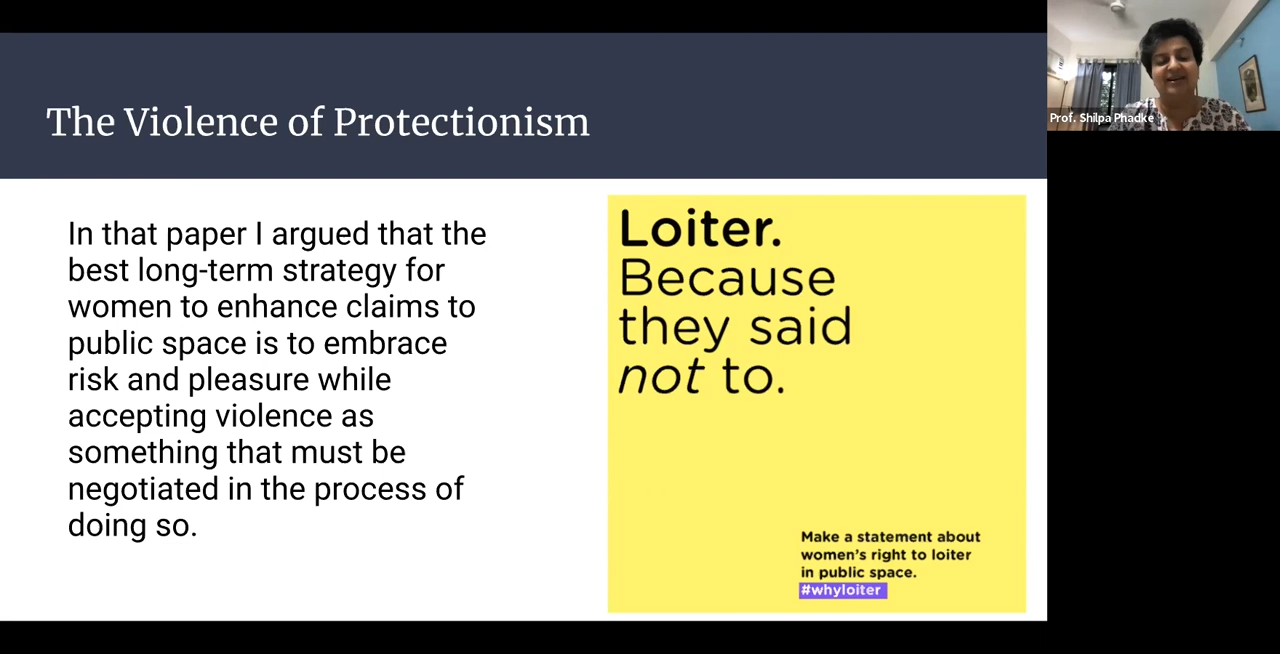 The Violence of Protectionism
In that paper I argued that the
best long-term strategy for
women to enhance claims to
public space is to embrace
risk and pleasure while
accepting violence as
something that must be
negotiated in the process of
doing so.
Loiter.
Because
they said
not to.
Make a statement about
women’s right to loiter
in public space.
#whyloiter
Prof. Shilpa Phadke